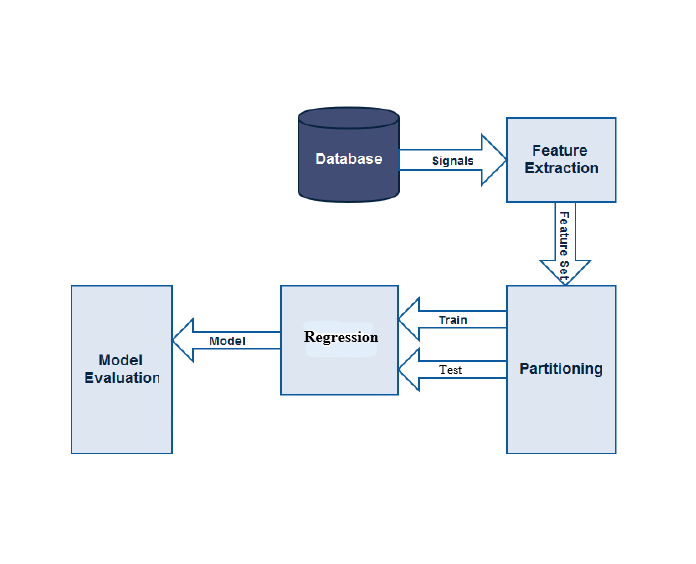 Database
Signals
Feature
Extraction
Feature Set
Partitioning
Train
Test
Regression
Model
Model
Evaluation